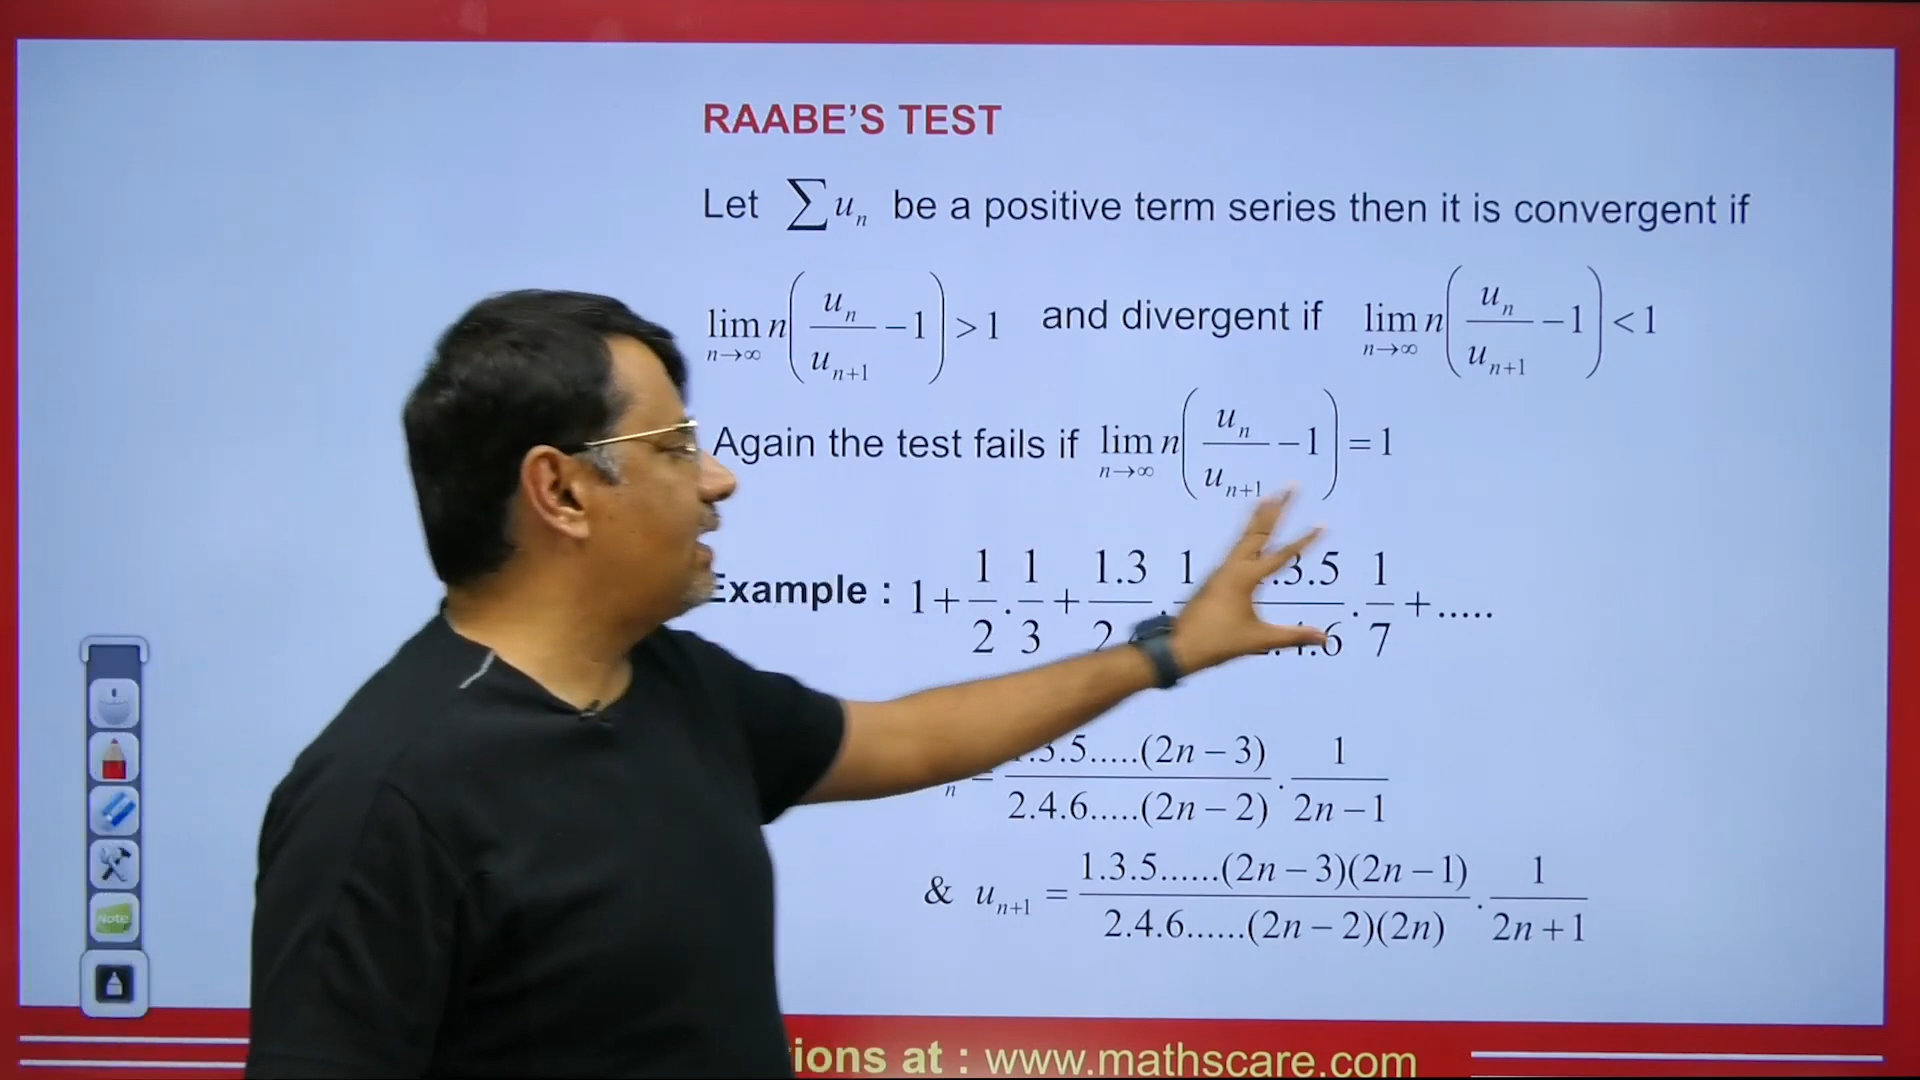 RAABE'S TEST
Let ∑uₙ be a positive term series then it is convergent if
lim n→∞ n(uₙ/uₙ₊₁ − 1) > 1 and divergent if lim n→∞ n(uₙ/uₙ₊₁ − 1) < 1
Again the test fails if lim n→∞ n(uₙ/uₙ₊₁ − 1) = 1
Example : 1 + 1/2 . 1/3 + 1.3/2 . 1 .3.5/.6 . 1/7 + .....
n = .3.5.....(2n − 3)/2.4.6.....(2n − 2) . 1/2n − 1
& uₙ₊₁ = 1.3.5......(2n − 3)(2n − 1)/2.4.6......(2n − 2)(2n) . 1/2n + 1
Note
ions at : www.mathscare.com